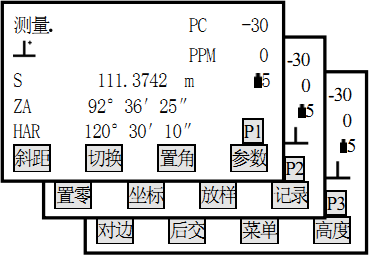 测量. PC -30
PPM 0
S 111.3742 m 5
ZA 92° 36′ 25″
HAR 120° 30′ 10″ P1
斜距 切换 置角 参数
-30
0
5
P2
置零 坐标 放样 记录
-30
0
5
P3
对边 后交 菜单 高度